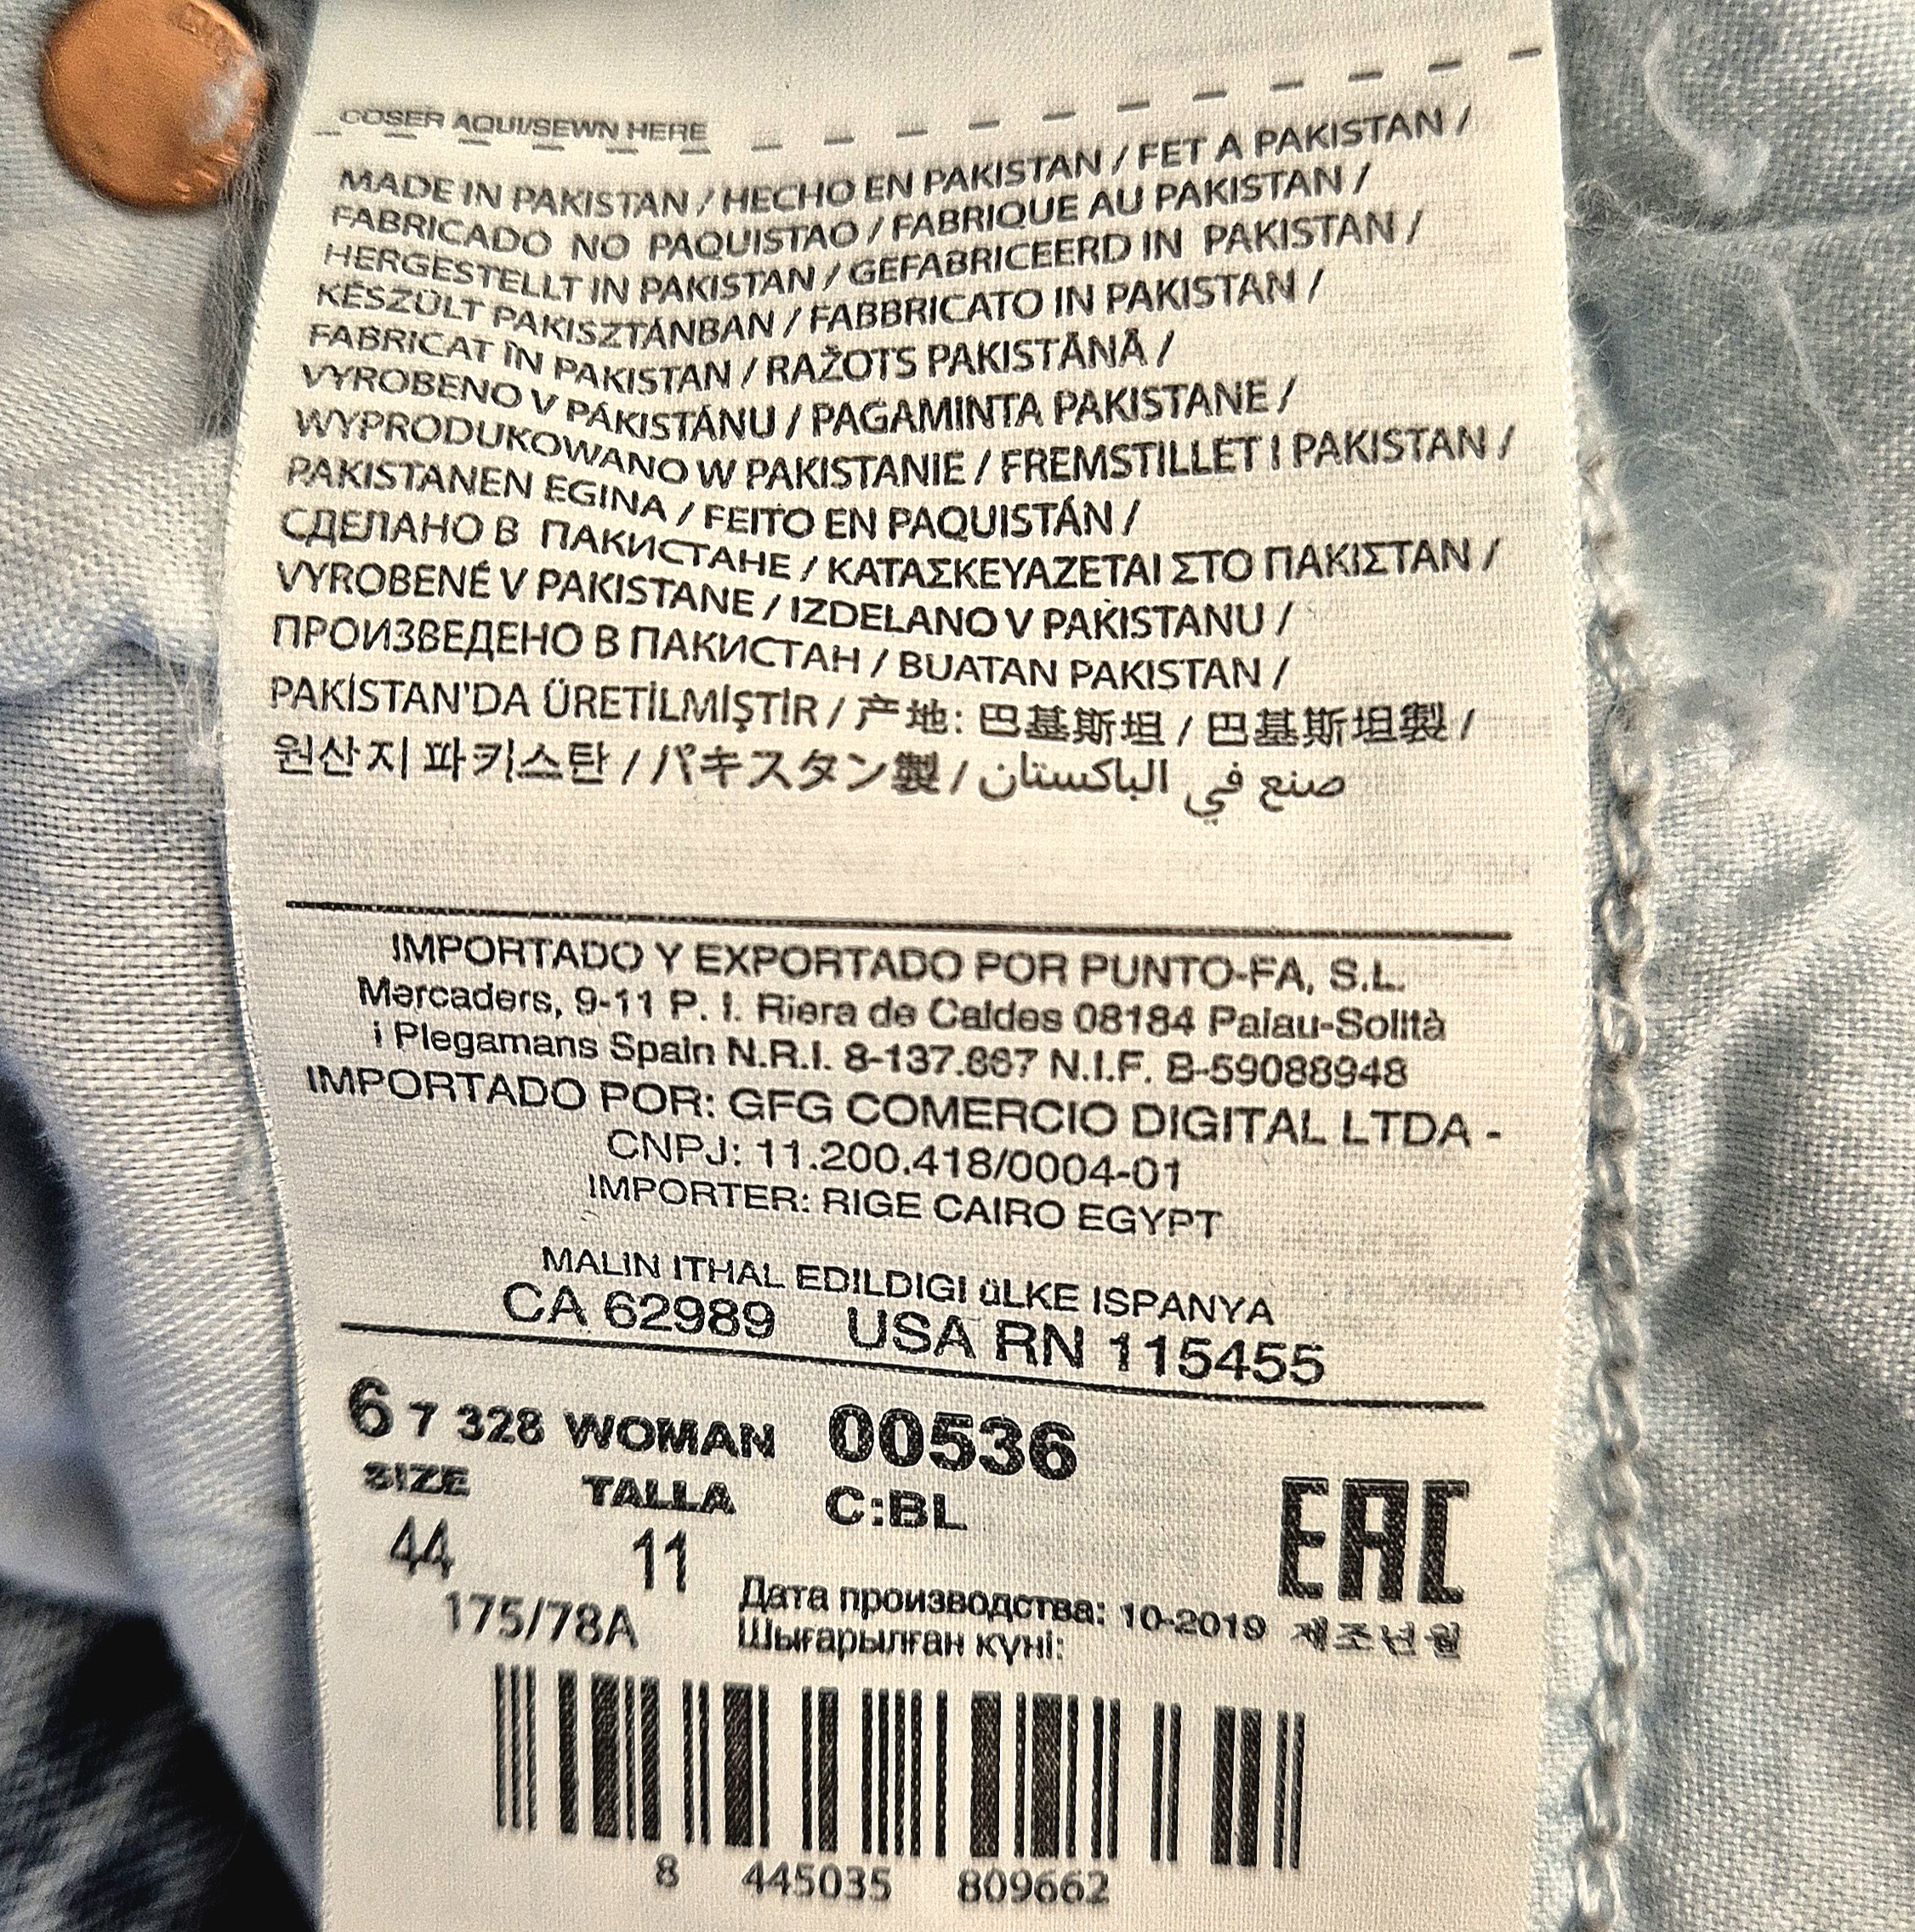 COSER AQUI/SEWN HERE
MADE IN PAKISTAN / HECHO EN PAKISTAN / FET A PAKISTAN /
FABRICADO NO PAQUISTAO / FABRIQUE AU PAKISTAN /
HERGESTELLT IN PAKISTAN / GEFABRICEERD IN PAKISTAN /
KÉSZÜLT PAKISZTÁNBAN / FABBRICATO IN PAKISTAN /
FABRICAT ÎN PAKISTAN / RAŽOTS PAKISTĀNĀ /
VYROBENO V PÁKISTÁNU / PAGAMINTA PAKISTANE /
WYPRODUKOWANO W PAKISTANIE / FREMSTILLET I PAKISTAN /
PAKISTANEN EGINA / FEITO EN PAQUISTÁN /
СДЕЛАНО В ПАКИСТАНЕ / ΚΑΤΑΣΚΕΥΑΖΕΤΑΙ ΣΤΟ ΠΑΚΙΣΤΑΝ /
VYROBENÉ V PAKISTANE / IZDELANO V PAKISTANU /
ПРОИЗВЕДЕНО В ПАКИСТАН / BUATAN PAKISTAN /
PAKİSTAN'DA ÜRETİLMİŞTİR / 产地: 巴基斯坦 / 巴基斯坦製 /
원산지 파키스탄 / パキスタン製 / صنع في الباكستان
IMPORTADO Y EXPORTADO POR PUNTO-FA, S.L.
Mercaders, 9-11 P. I. Riera de Caldes 08184 Palau-Solità
i Plegamans Spain N.R.I. 8-137.667 N.I.F. B-59088948
IMPORTADO POR: GFG COMERCIO DIGITAL LTDA -
CNPJ: 11.200.418/0004-01
IMPORTER: RIGE CAIRO EGYPT
MALIN ITHAL EDILDIGI üLKE ISPANYA
CA 62989 USA RN 115455
6 7 328 WOMAN 00536
SIZE TALLA C:BL
44 11 EAC
175/78A Дата производства: 10-2019 제조년월
Шығарылған күні:
8 445035 809662